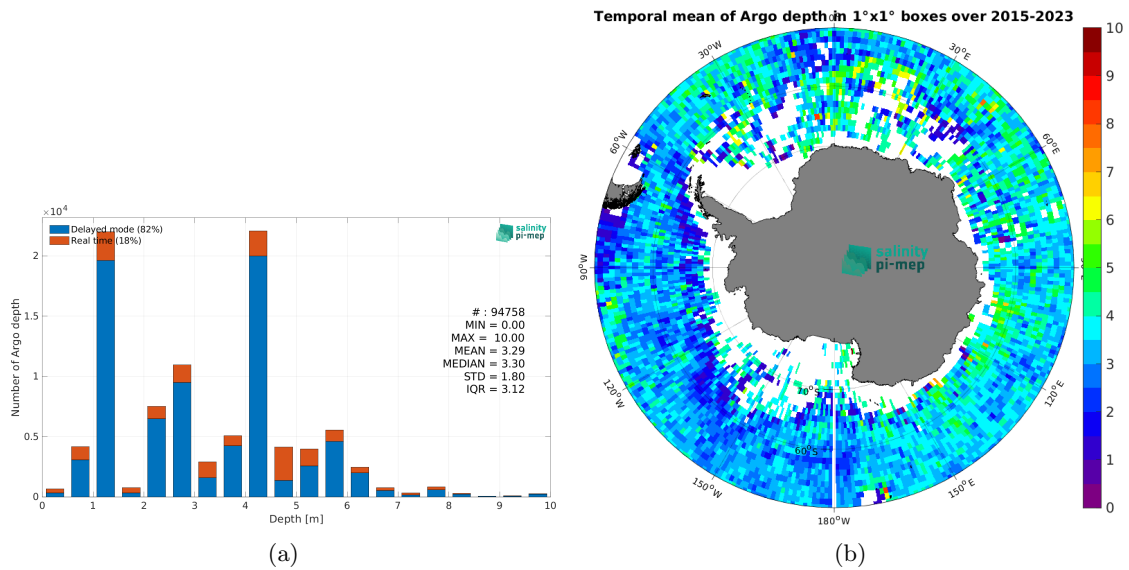 ×10⁴
Delayed mode (82%)
Real time (18%)
salinity
pi-mep
# : 94758
MIN = 0.00
MAX = 10.00
MEAN = 3.29
MEDIAN = 3.30
STD = 1.80
IQR = 3.12
Number of Argo depth
2
1.5
1
0.5
0
0 1 2 3 4 5 6 7 8 9 10
Depth [m]
(a)
Temporal mean of Argo depth in 1°x1° boxes over 2015-2023
30°W
30°E
60°W
60°E
90°W
salinity
pi-mep
120°W
120°E
70°S
60°S
150°W
150°E
180°W
10
9
8
7
6
5
4
3
2
1
0
(b)